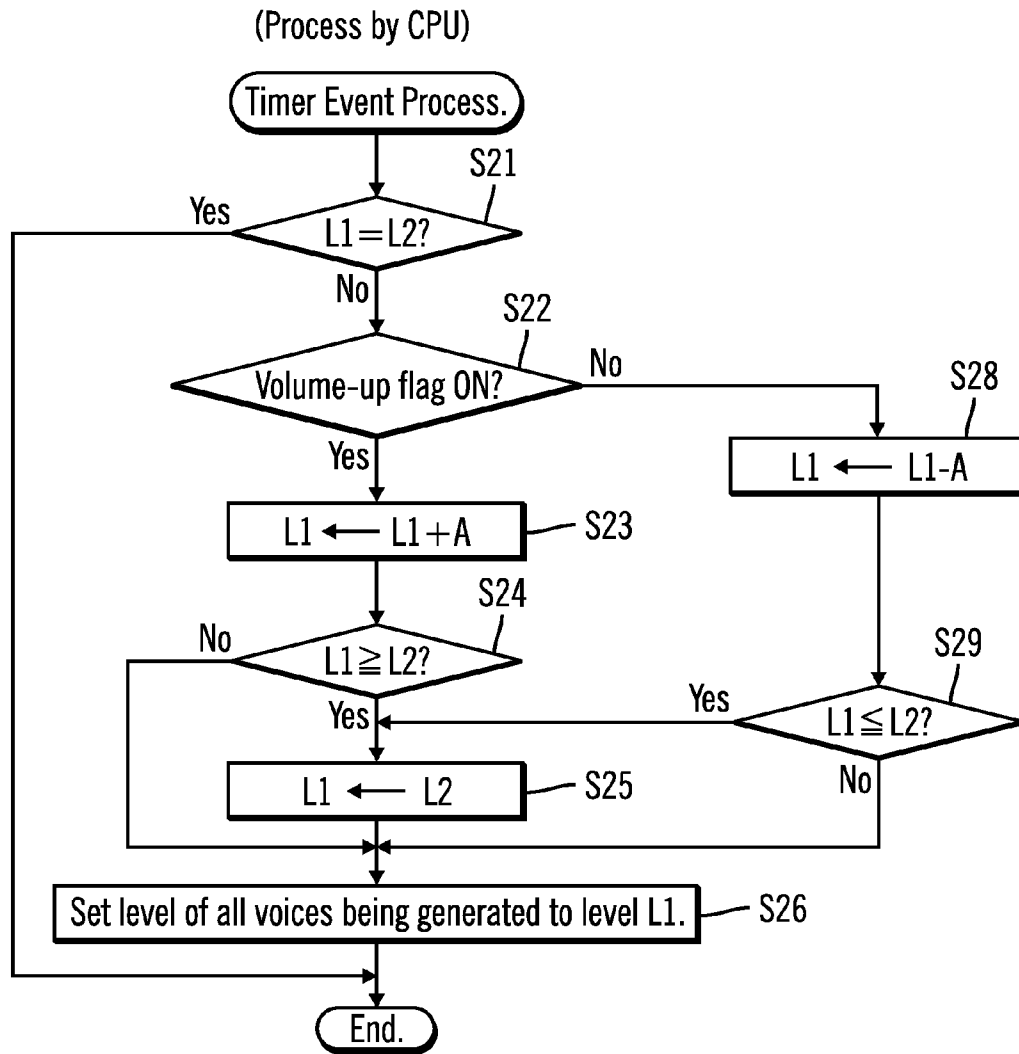 (Process by CPU)
Timer Event Process.
S21
Yes
L1=L2?
No
S22
Volume-up flag ON?
No
S28
Yes
L1 ← L1-A
L1 ← L1+A
S23
S24
No
L1≧L2?
S29
Yes
Yes
L1≦L2?
No
L1 ← L2
S25
Set level of all voices being generated to level L1.
S26
End.